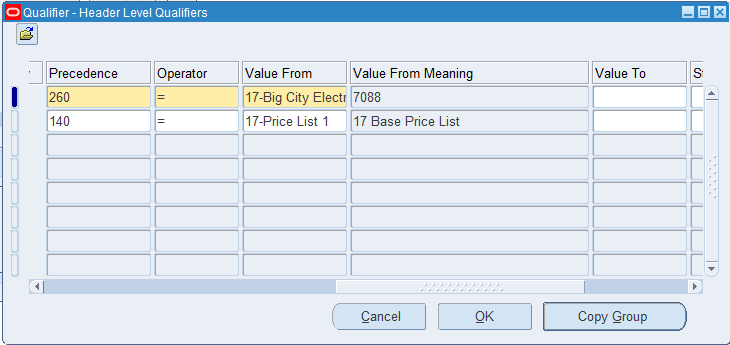 Qualifier - Header Level Qualifiers
Precedence Operator Value From Value From Meaning Value To
260 = 17-Big City Electr 7088
140 = 17-Price List 1 17 Base Price List
Cancel OK Copy Group